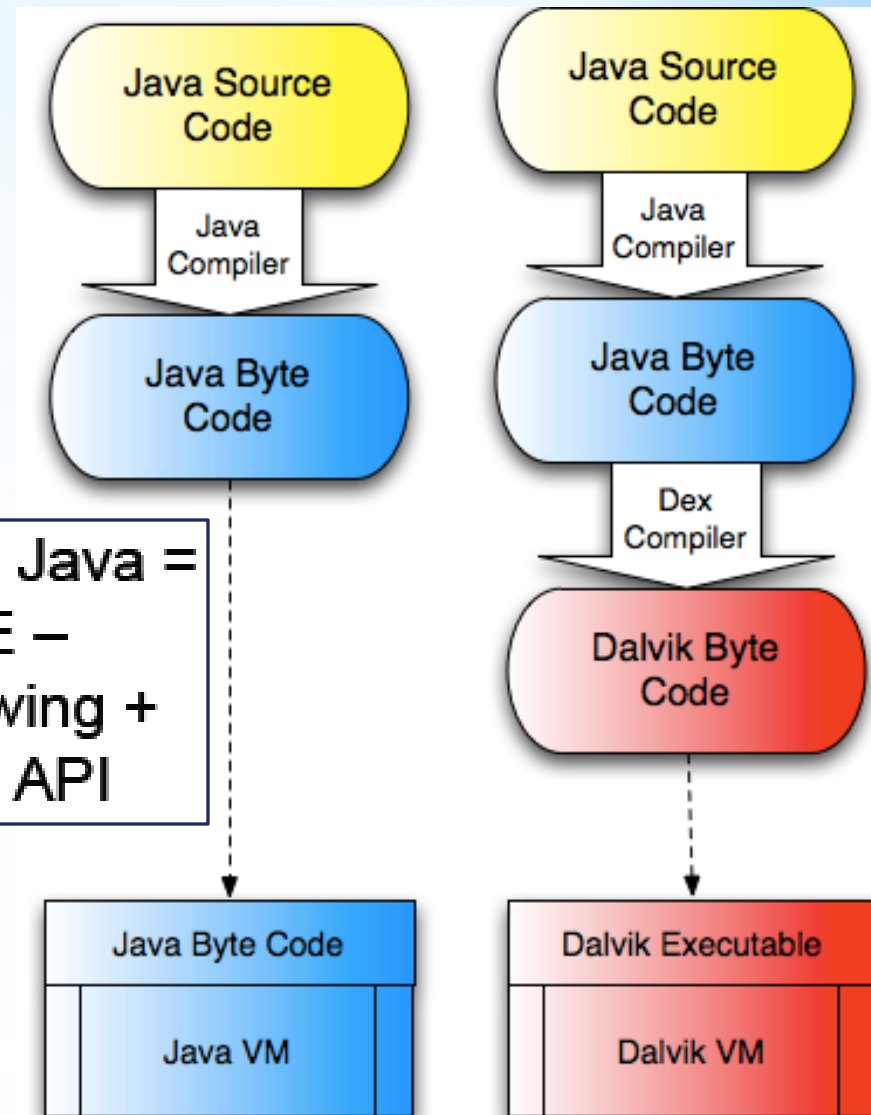 Java Source
Code
Java
Compiler
Java Byte
Code
Java =
E –
wing +
API
Java Byte Code
Java VM
Java Source
Code
Java
Compiler
Java Byte
Code
Dex
Compiler
Dalvik Byte
Code
Dalvik Executable
Dalvik VM